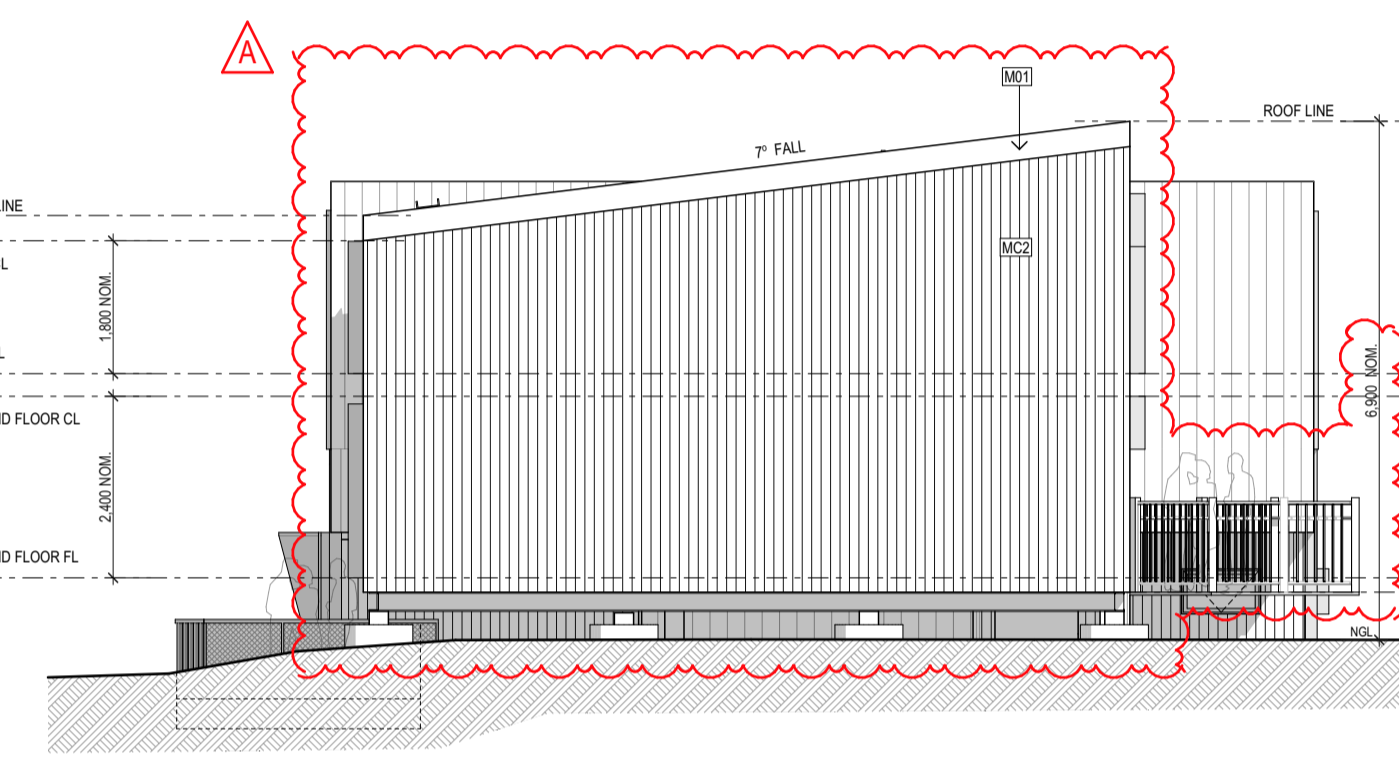 A
M01
ROOF LINE
7° FALL
LINE
MC2
1,800 NOM.
6,900 NOM.
FLOOR CL
2,400 NOM.
FLOOR FL
NGL